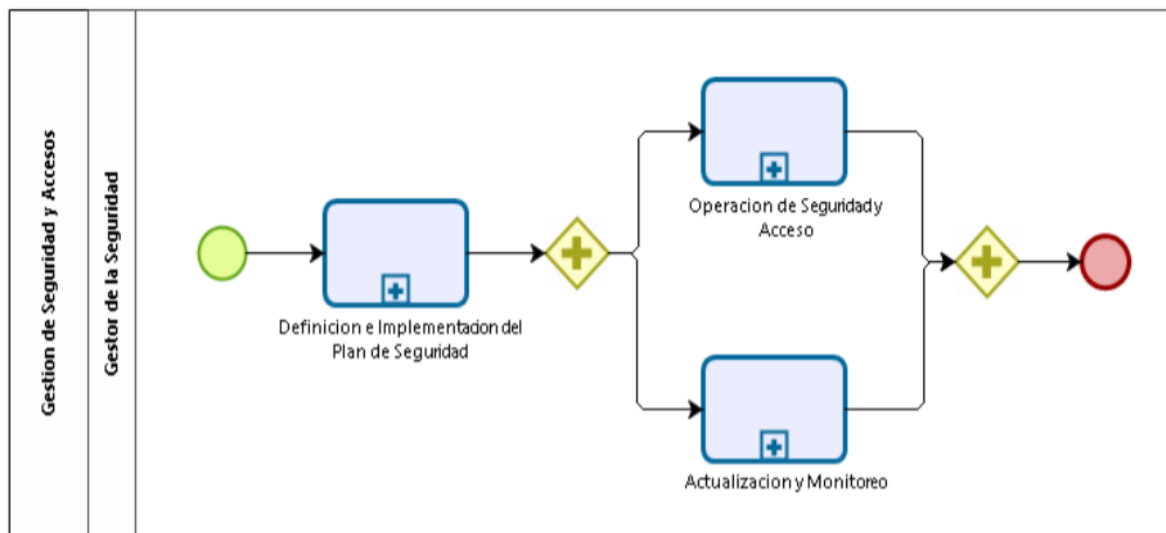 Gestion de Seguridad y Accesos
Gestor de la Seguridad
Definicion e Implementacion del
Plan de Seguridad
Operacion de Seguridad y
Acceso
Actualizacion y Monitoreo